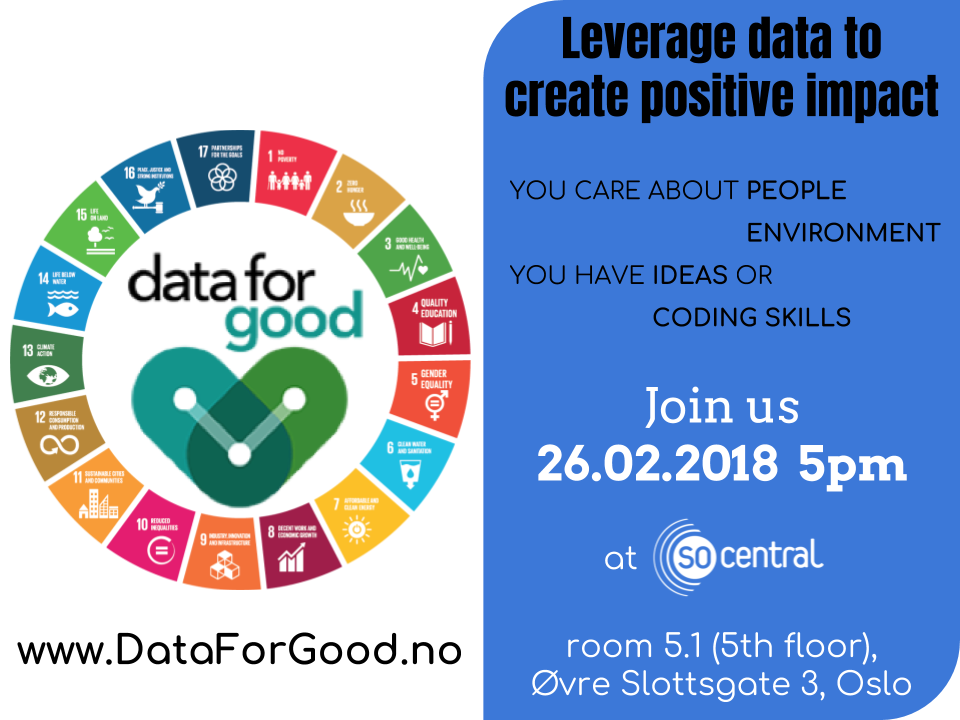 Leverage data to
create positive impact
YOU CARE ABOUT PEOPLE
ENVIRONMENT
YOU HAVE IDEAS OR
CODING SKILLS
Join us
26.02.2018 5pm
at SO central
room 5.1 (5th floor),
Øvre Slottsgate 3, Oslo
data for
good
1 NO
POVERTY
2 ZERO
HUNGER
3 GOOD HEALTH
AND WELL-BEING
4 QUALITY
EDUCATION
5 GENDER
EQUALITY
6 CLEAN WATER
AND SANITATION
7 AFFORDABLE AND
CLEAN ENERGY
8 DECENT WORK AND
ECONOMIC GROWTH
9 INDUSTRY, INNOVATION
AND INFRASTRUCTURE
10 REDUCED
INEQUALITIES
11 SUSTAINABLE CITIES
AND COMMUNITIES
12 RESPONSIBLE
CONSUMPTION
AND PRODUCTION
13 CLIMATE
ACTION
14 LIFE BELOW
WATER
15 LIFE
ON LAND
16 PEACE, JUSTICE AND
STRONG INSTITUTIONS
17 PARTNERSHIPS
FOR THE GOALS
www.DataForGood.no